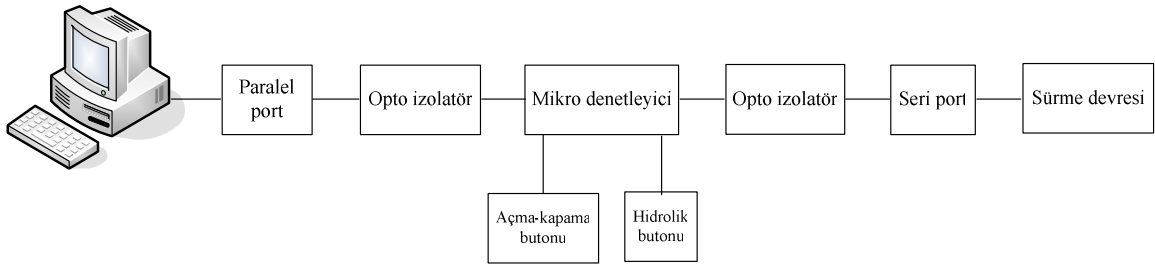 Paralel
port
Opto izolatör
Mikro denetleyici
Opto izolatör
Seri port
Sürme devresi
Açma-kapama
butonu
Hidrolik
butonu